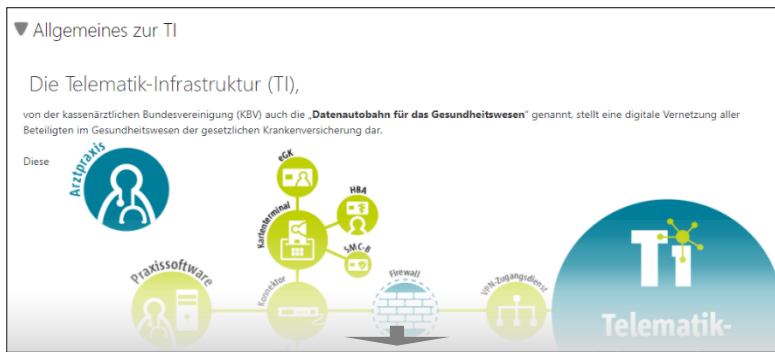 Allgemeines zur TI
Die Telematik-Infrastruktur (TI),
von der kassenärztlichen Bundesvereinigung (KBV) auch die „Datenautobahn für das Gesundheitswesen“ genannt, stellt eine digitale Vernetzung aller
Beteiligten im Gesundheitswesen der gesetzlichen Krankenversicherung dar.
Diese
Arztpraxis
eGK
HBA
Kartenterminal
SMC-B
Praxissoftware
Konnektor
Firewall
VPN-Zugangsdienst
TI
Telematik-